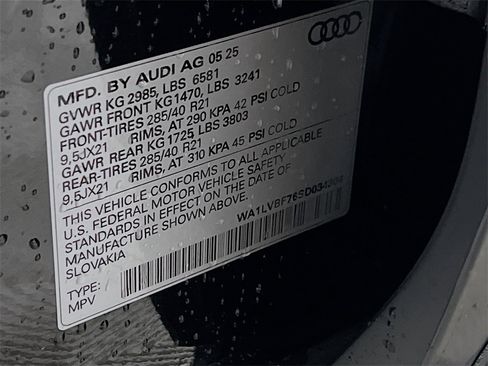 MFD. BY AUDI AG 05 25
GVWR KG 2985, LBS 6581
GAWR FRONT KG 1470, LBS 3241
FRONT-TIRES 285/40 R21
9,5JX21 RIMS, AT 290 KPA 42 PSI COLD
GAWR REAR KG 1725 LBS 3803
REAR-TIRES 285/40 R21
9,5JX21 RIMS, AT 310 KPA 45 PSI COLD
THIS VEHICLE CONFORMS TO ALL APPLICABLE
U.S. FEDERAL MOTOR VEHICLE SAFETY
STANDARDS IN EFFECT ON THE DATE OF
MANUFACTURE SHOWN ABOVE.
SLOVAKIA
TYPE:
MPV